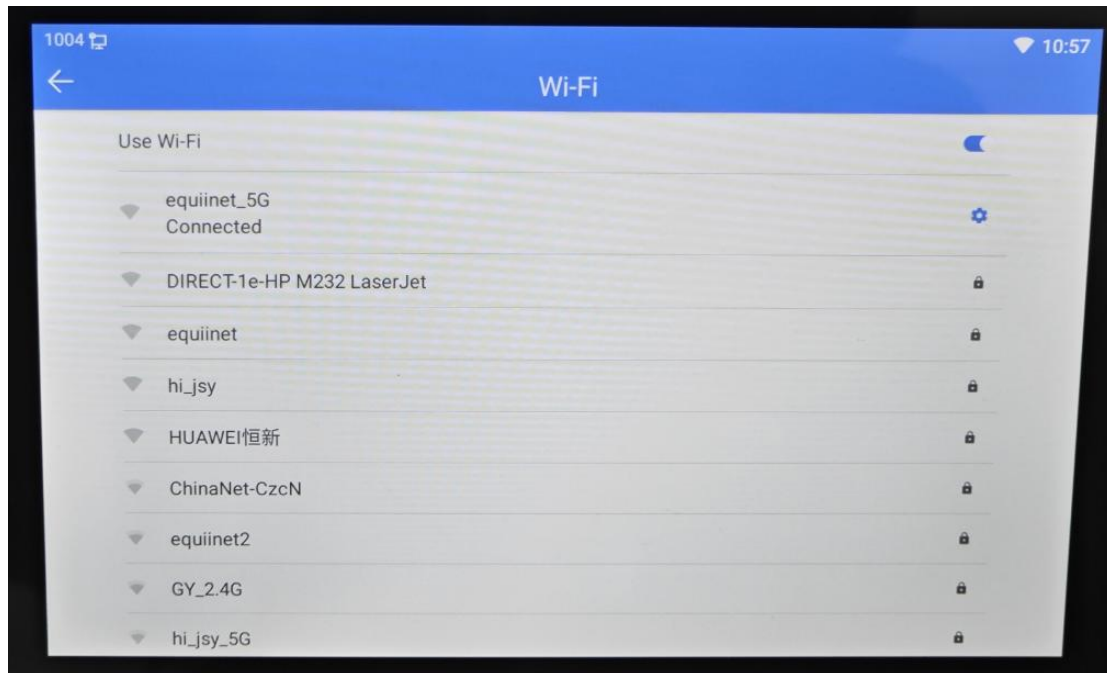 1004
10:57
Wi-Fi
Use Wi-Fi
equiinet_5G
Connected
DIRECT-1e-HP M232 LaserJet
equiinet
hi_jsy
HUAWEI恒新
ChinaNet-CzcN
equiinet2
GY_2.4G
hi_jsy_5G